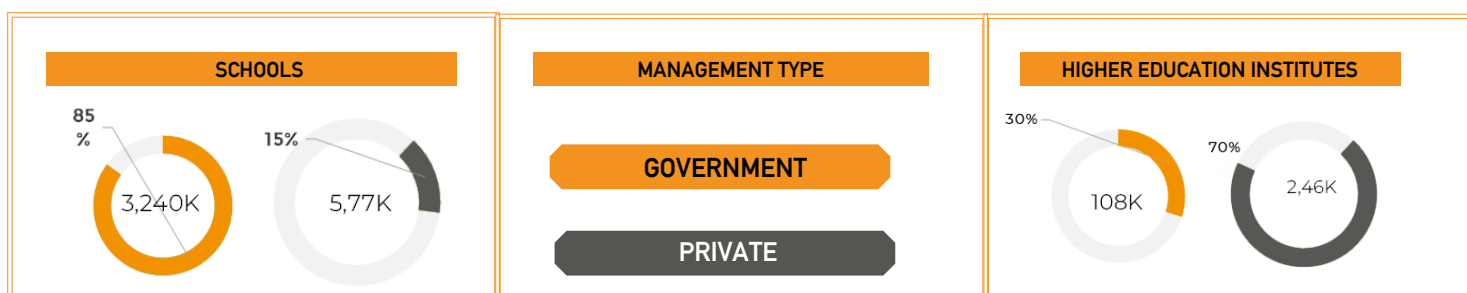 SCHOOLS
85
%
15%
3,240K
5,77K
MANAGEMENT TYPE
GOVERNMENT
PRIVATE
HIGHER EDUCATION INSTITUTES
30%
70%
108K
2,46K